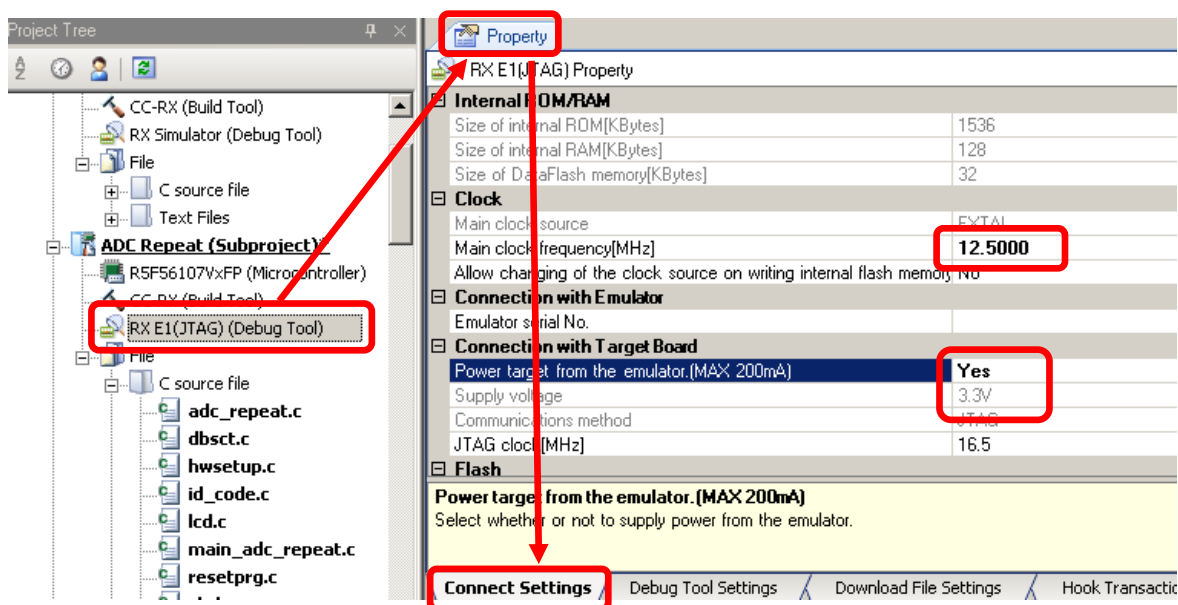 Project Tree
CC-RX (Build Tool)
RX Simulator (Debug Tool)
File
C source file
Text Files
ADC Repeat (Subproject)*
R5F56107VxFP (Microcontroller)
CC-RX (Build Tool)
RX E1(JTAG) (Debug Tool)
File
C source file
adc_repeat.c
dbsct.c
hwsetup.c
id_code.c
lcd.c
main_adc_repeat.c
resetprg.c
Property
RX E1(JTAG) Property
Internal ROM/RAM
Size of internal ROM[KBytes] 1536
Size of internal RAM[KBytes] 128
Size of DataFlash memory[KBytes] 32
Clock
Main clock source EXTAL
Main clock frequency[MHz] 12.5000
Allow changing of the clock source on writing internal flash memory No
Connection with Emulator
Emulator serial No.
Connection with Target Board
Power target from the emulator.(MAX 200mA) Yes
Supply voltage 3.3V
Communications method JTAG
JTAG clock[MHz] 16.5
Flash
Power target from the emulator.(MAX 200mA)
Select whether or not to supply power from the emulator.
Connect Settings Debug Tool Settings Download File Settings Hook Transactio